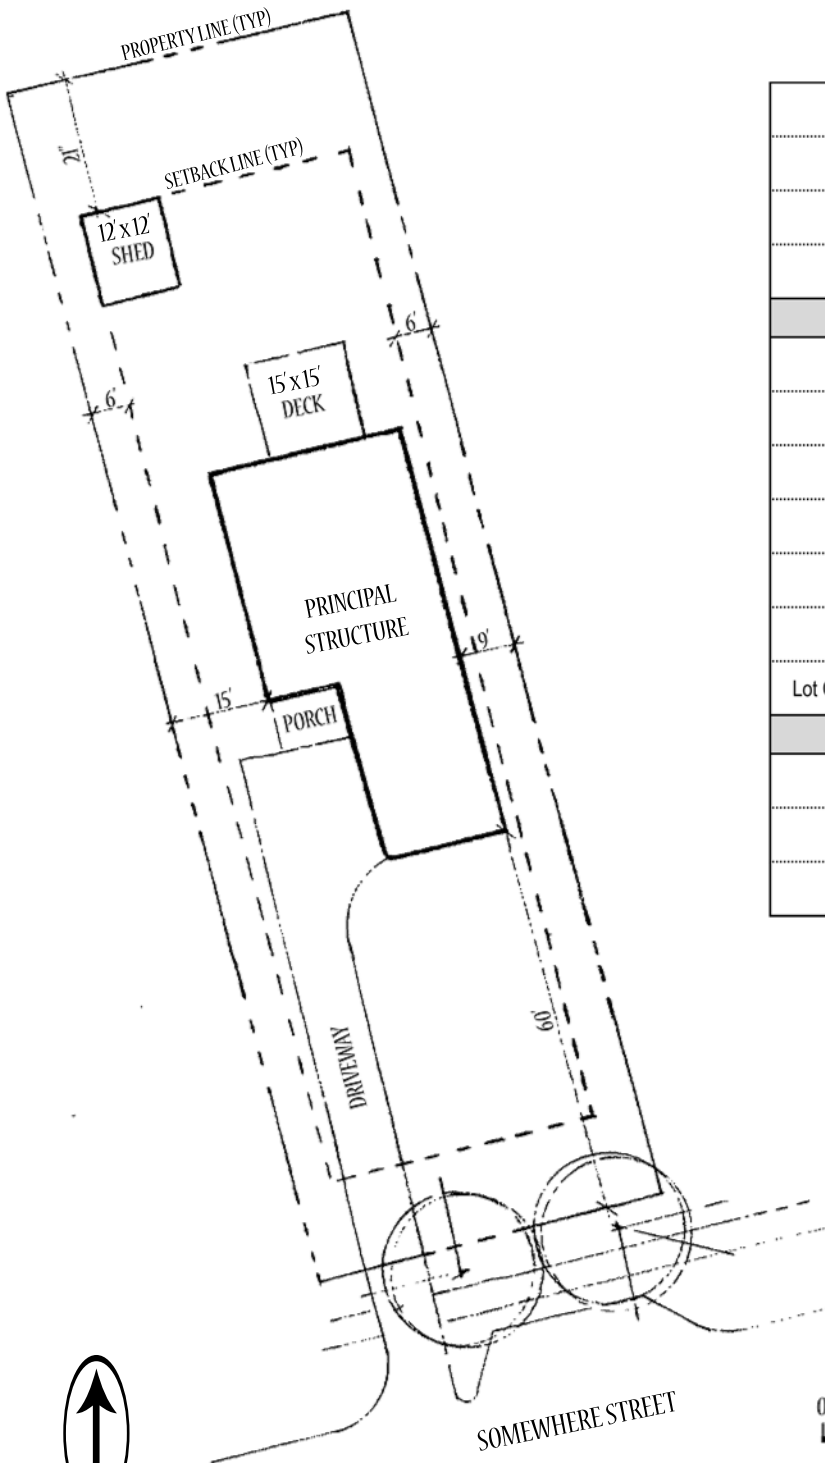 PROPERTY LINE (TYP)
21'
SETBACK LINE (TYP)
12' x 12'
SHED
6'
6'
15' x 15'
DECK
PRINCIPAL
STRUCTURE
9'
15'
PORCH
Lot
60'
DRIVEWAY
SOMEWHERE STREET
0